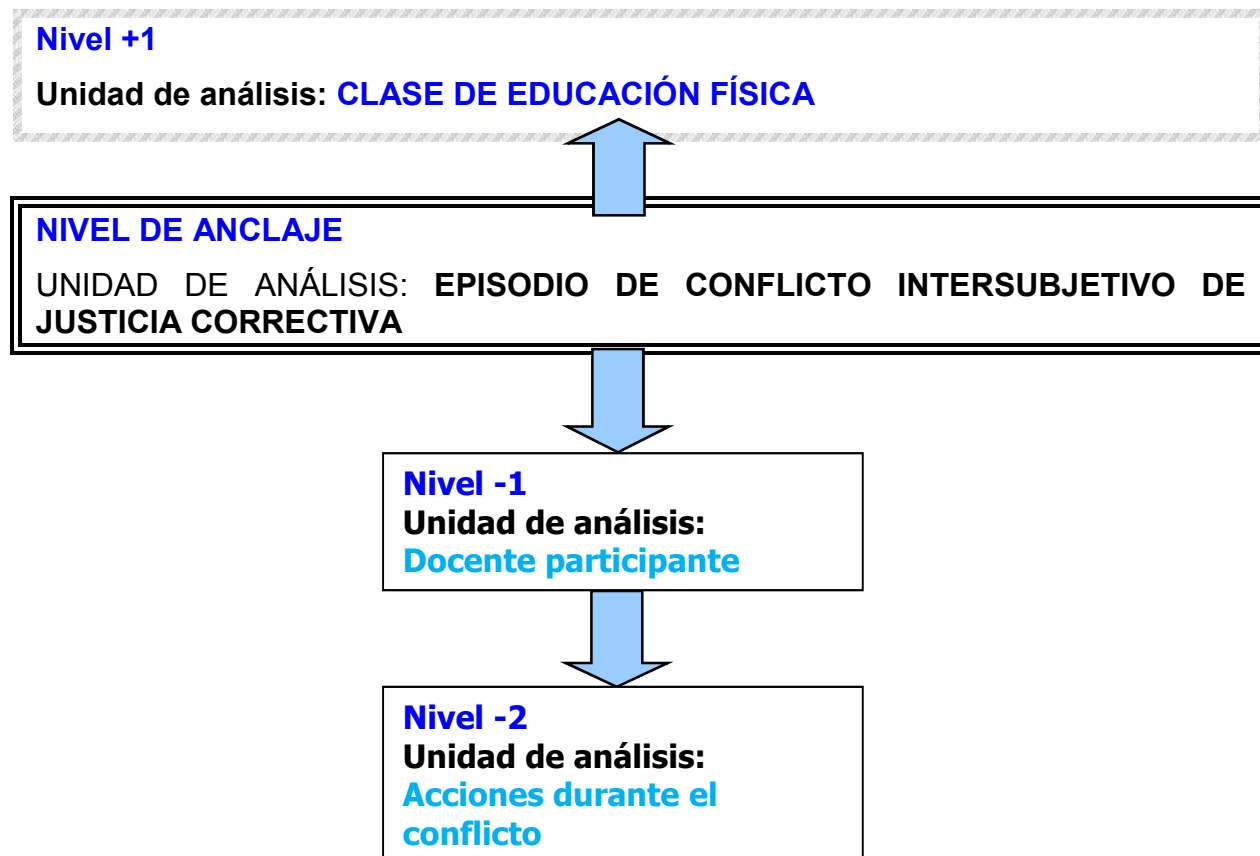 Nivel +1
Unidad de análisis: CLASE DE EDUCACIÓN FÍSICA
NIVEL DE ANCLAJE
UNIDAD DE ANÁLISIS: EPISODIO DE CONFLICTO INTERSUBJETIVO DE
JUSTICIA CORRECTIVA
Nivel -1
Unidad de análisis:
Docente participante
Nivel -2
Unidad de análisis:
Acciones durante el
conflicto